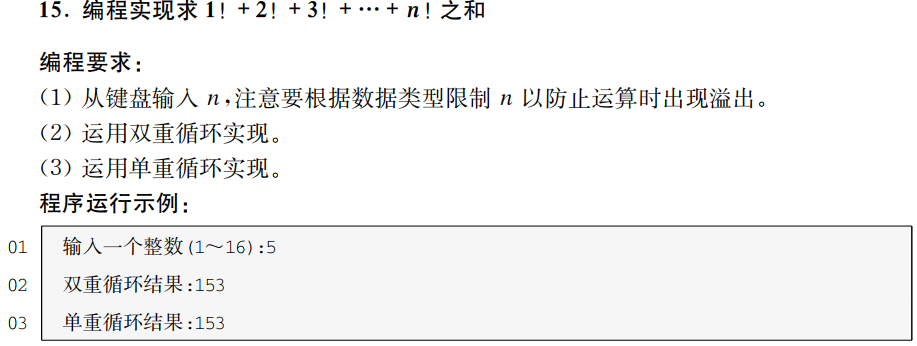 15. 编程实现求 1! + 2! + 3! + … + n! 之和
编程要求：
(1) 从键盘输入 n，注意要根据数据类型限制 n 以防止运算时出现溢出。
(2) 运用双重循环实现。
(3) 运用单重循环实现。
程序运行示例：
01 输入一个整数(1～16):5
02 双重循环结果:153
03 单重循环结果:153